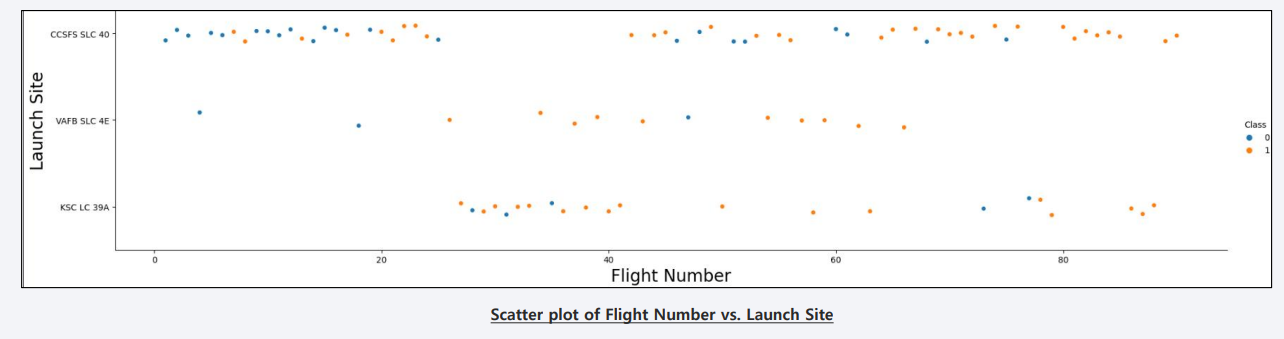 Launch Site
CCSFS SLC 40
VAFB SLC 4E
KSC LC 39A
0 20 40 60 80
Flight Number
Class
0
1
Scatter plot of Flight Number vs. Launch Site